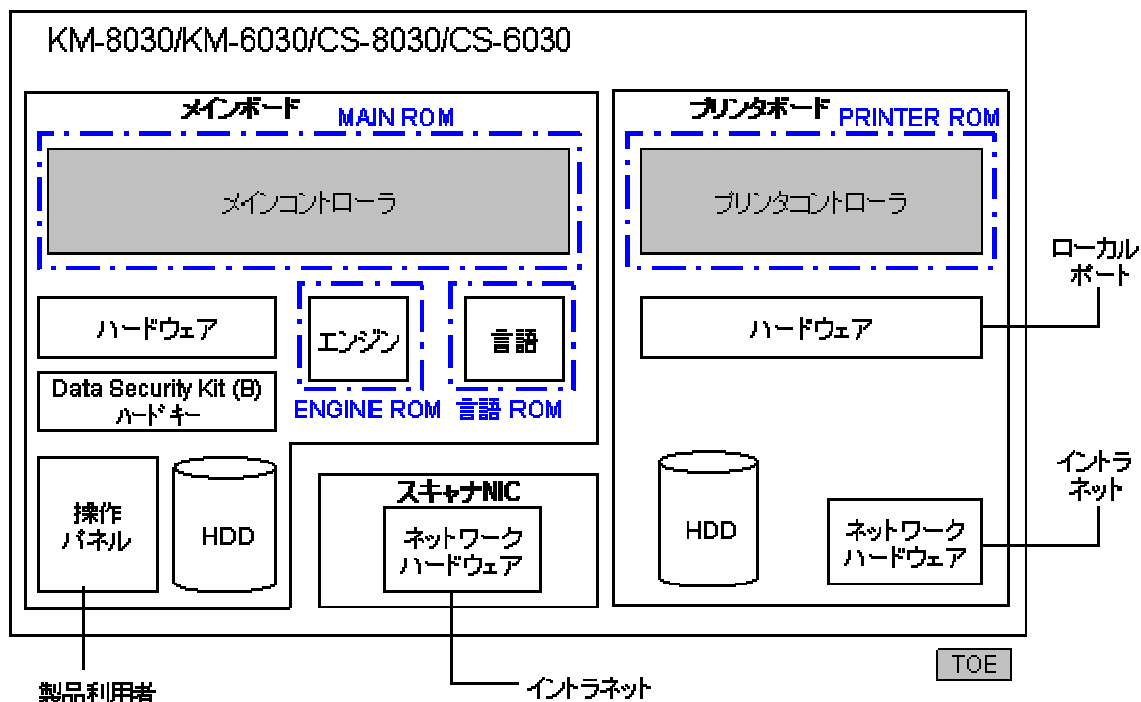 KM-8030/KM-6030/CS-8030/CS-6030
メインボード
MAIN ROM
メインコントローラ
ハードウェア
エンジン
言語
Data Security Kit (B)
ハードキー
ENGINE ROM
言語 ROM
操作
パネル
HDD
スキャナNIC
ネットワーク
ハードウェア
プリンタボード
PRINTER ROM
プリンタコントローラ
ハードウェア
HDD
ネットワーク
ハードウェア
ローカル
ポート
イントラ
ネット
TOE
製品利用者
イントラネット